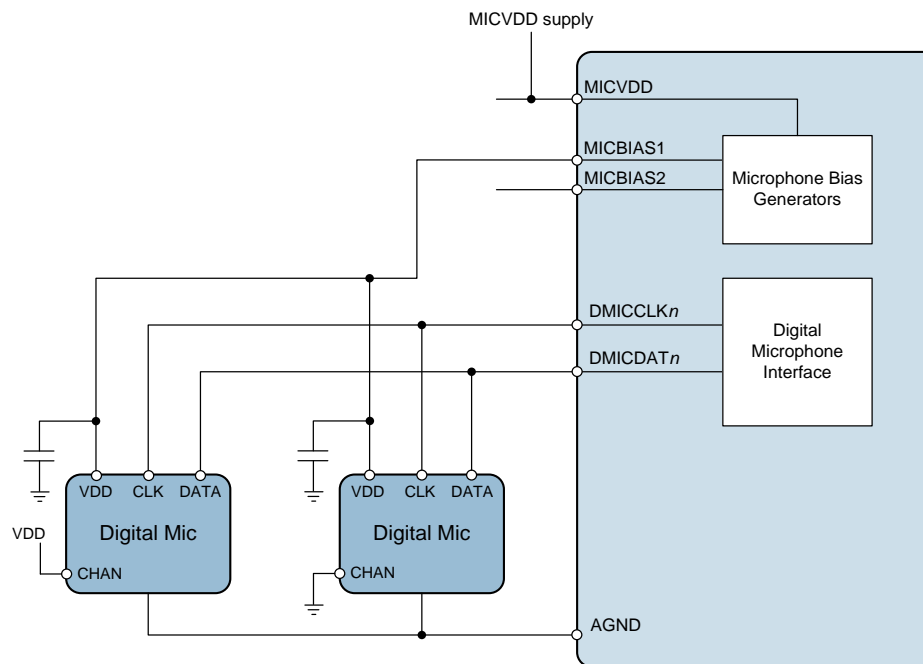 MICVDD supply
MICVDD
MICBIAS1
MICBIAS2
Microphone Bias
Generators
DMICCLKn
DMICDATn
Digital
Microphone
Interface
VDD CLK DATA
Digital Mic
VDD
CHAN
VDD CLK DATA
Digital Mic
CHAN
AGND